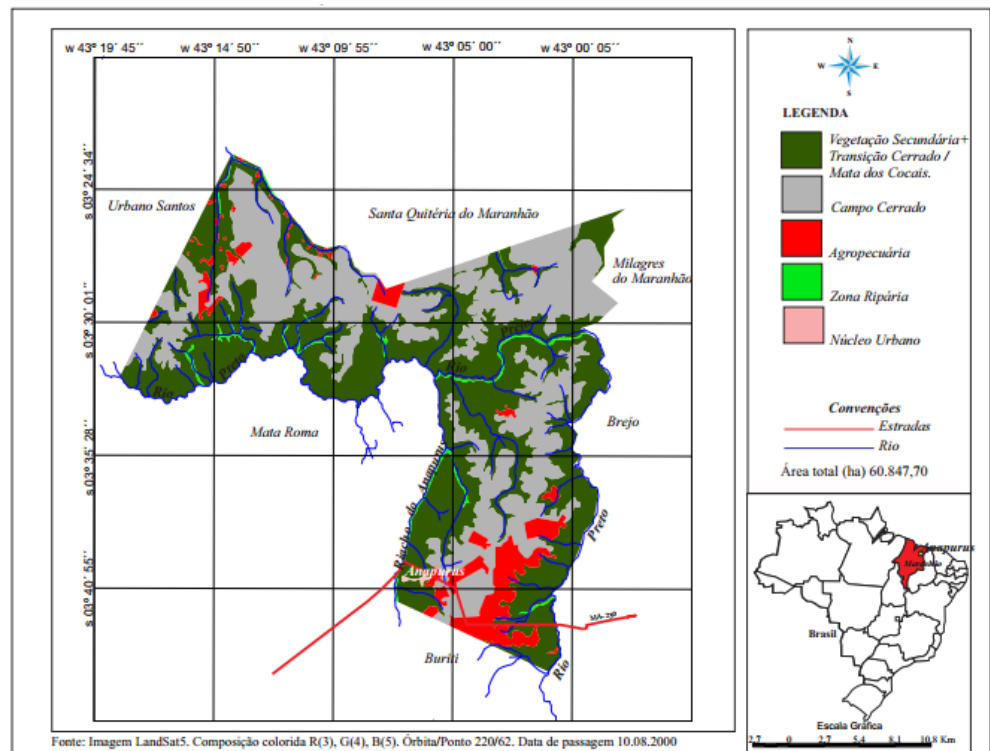 w 43º 19´ 45´´ w 43º 14´ 50´´ w 43º 09´ 55´´ w 43º 05´ 00´´ w 43º 00´ 05´´
s 03º 24´ 34´´
s 03º 30´ 01´´
s 03º 35´ 28´´
s 03º 40´ 55´´
Urbano Santos
Santa Quitéria do Maranhão
Milagres
do Maranhão
Preto
Rio
Preto
Rio
Mata Roma
Brejo
Riacho do Anapurus
Preto
Anapurus
Buriti
Rio
N
W E
S
LEGENDA
Vegetação Secundária+
Transição Cerrado /
Mata dos Cocais.
Campo Cerrado
Agropecuária
Zona Ripária
Núcleo Urbano
Convenções
Estradas
Rio
Área total (ha) 60.847,70
Anapurus
Maranhão
Brasil
Escala Gráfica
2,7 0 2,7 5,4 8,1 10,8 Km
Fonte: Imagem LandSat5. Composição colorida R(3), G(4), B(5). Órbita/Ponto 220/62. Data de passagem 10.08.2000